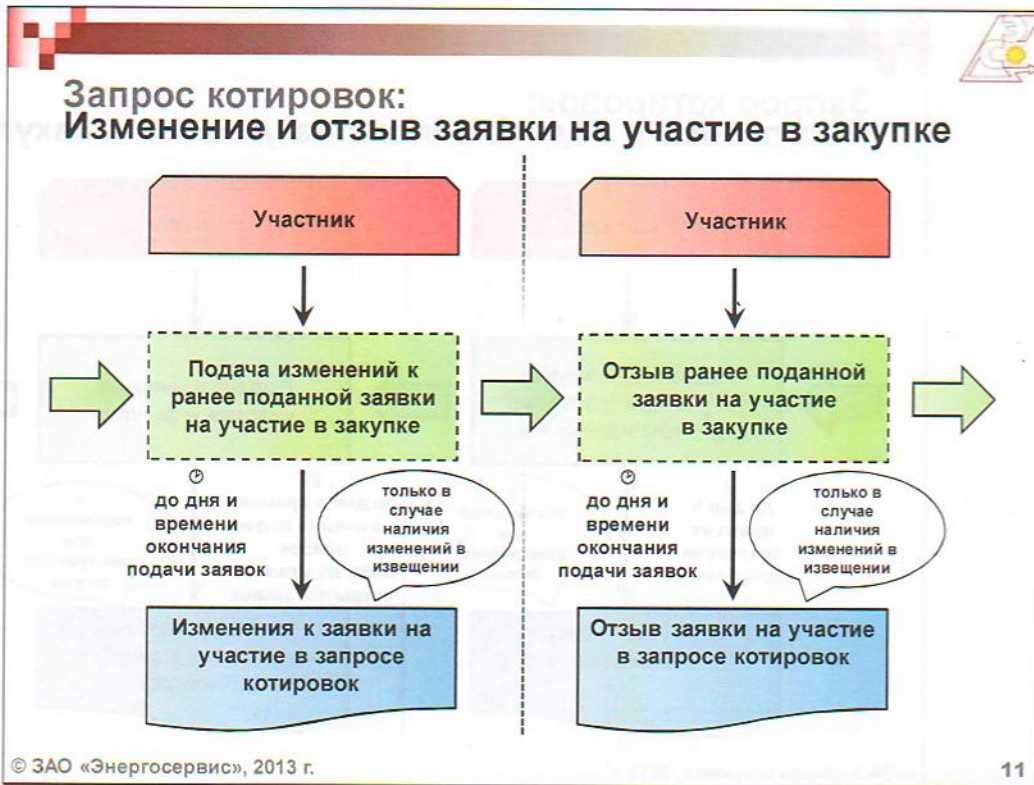 Запрос котировок:
Изменение и отзыв заявки на участие в закупке
Участник
Подача изменений к
ранее поданной заявки
на участие в закупке
до дня и
времени
окончания
подачи заявок
только в
случае
наличия
изменений в
извещении
Изменения к заявки на
участие в запросе
котировок
Участник
Отзыв ранее поданной
заявки на участие
в закупке
до дня и
времени
окончания
подачи заявок
только в
случае
наличия
изменений в
извещении
Отзыв заявки на участие
в запросе котировок
© ЗАО «Энергосервис», 2013 г.
11